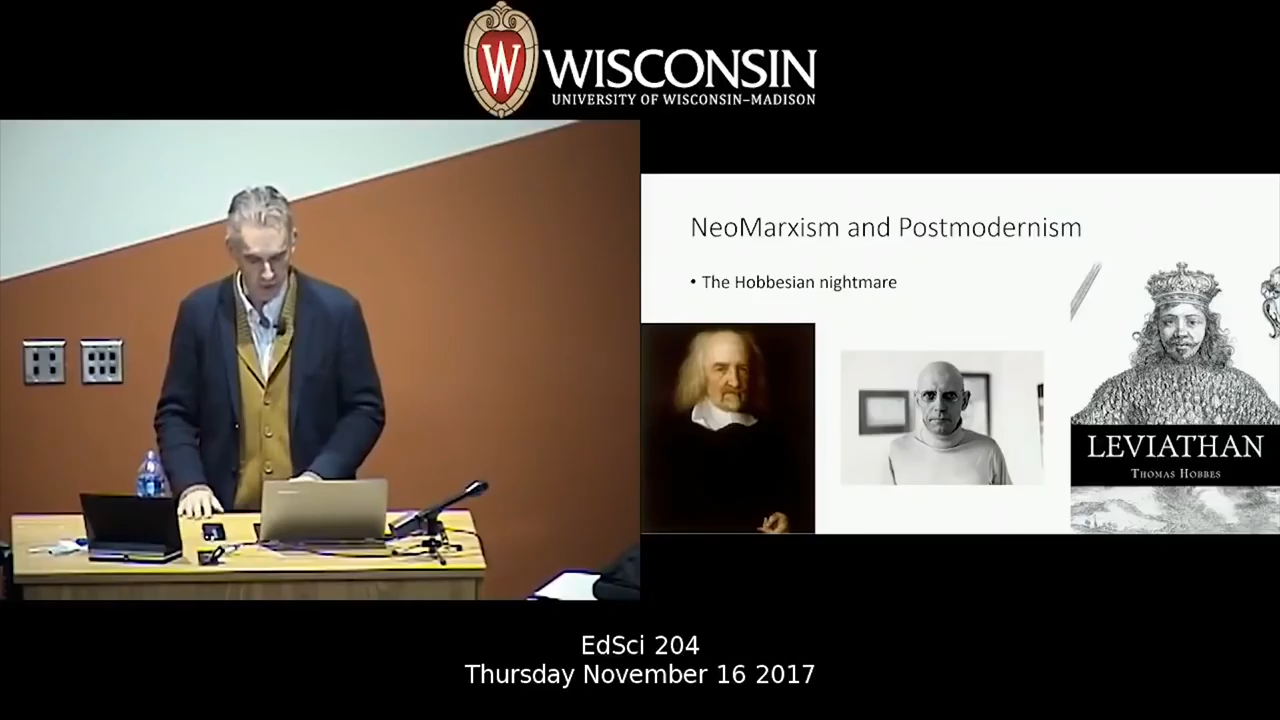 W
WISCONSIN
UNIVERSITY OF WISCONSIN–MADISON
NeoMarxism and Postmodernism
• The Hobbesian nightmare
LEVIATHAN
THOMAS HOBBES
EdSci 204
Thursday November 16 2017